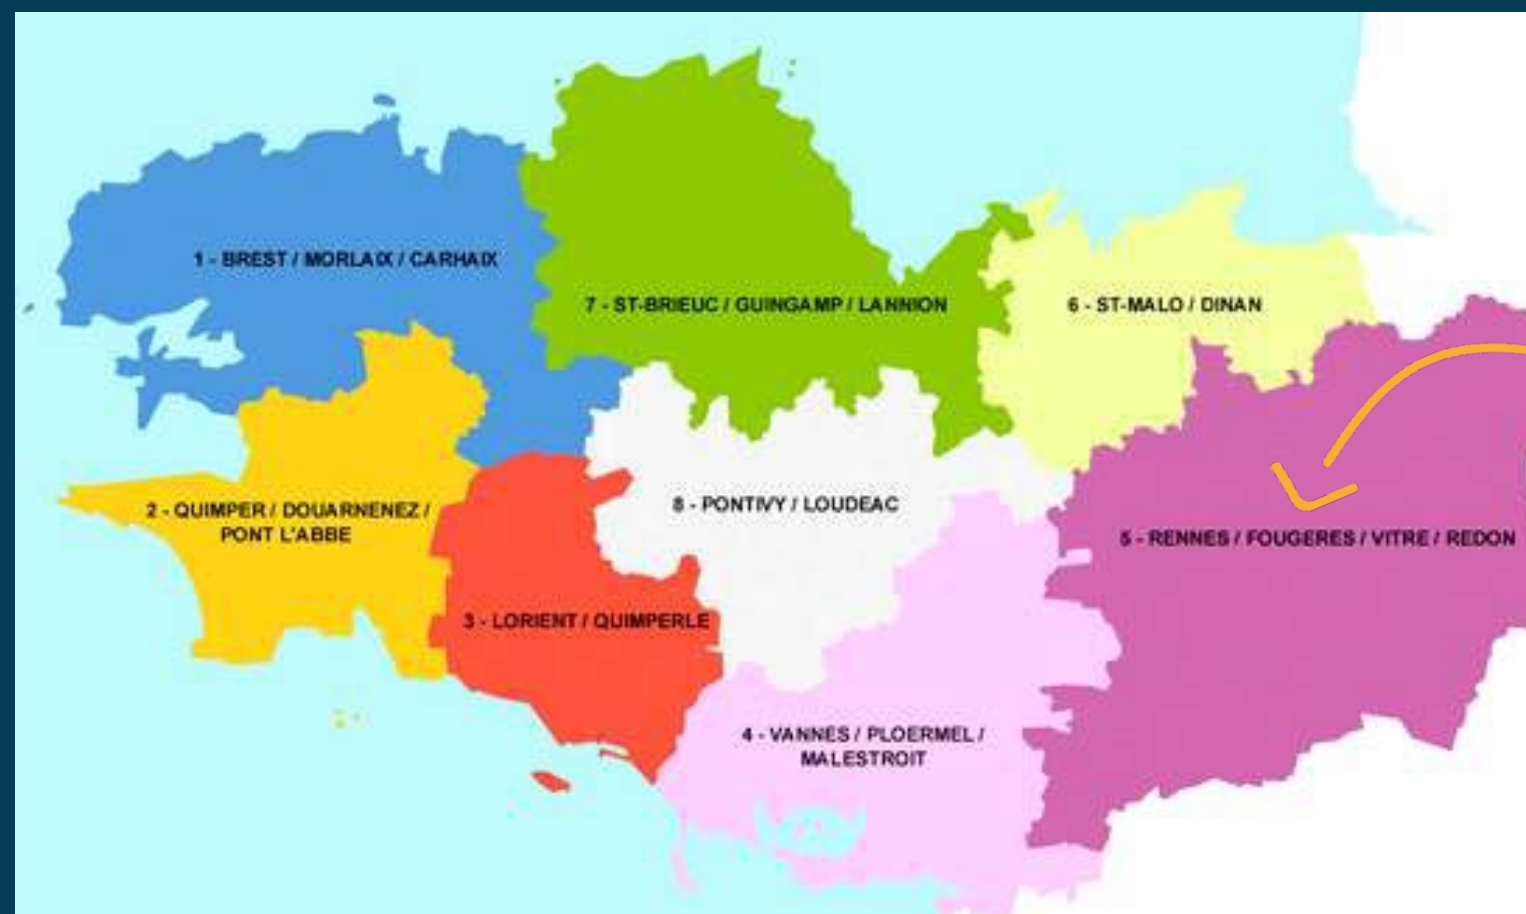 1 - BREST / MORLAIX / CARHAIX
7 - ST-BRIEUC / GUINGAMP / LANNION
6 - ST-MALO / DINAN
2 - QUIMPER / DOUARNENEZ /
PONT L'ABBE
8 - PONTIVY / LOUDEAC
5 - RENNES / FOUGERES / VITRE / REDON
3 - LORIENT / QUIMPERLE
4 - VANNES / PLOERMEL /
MALESTROIT